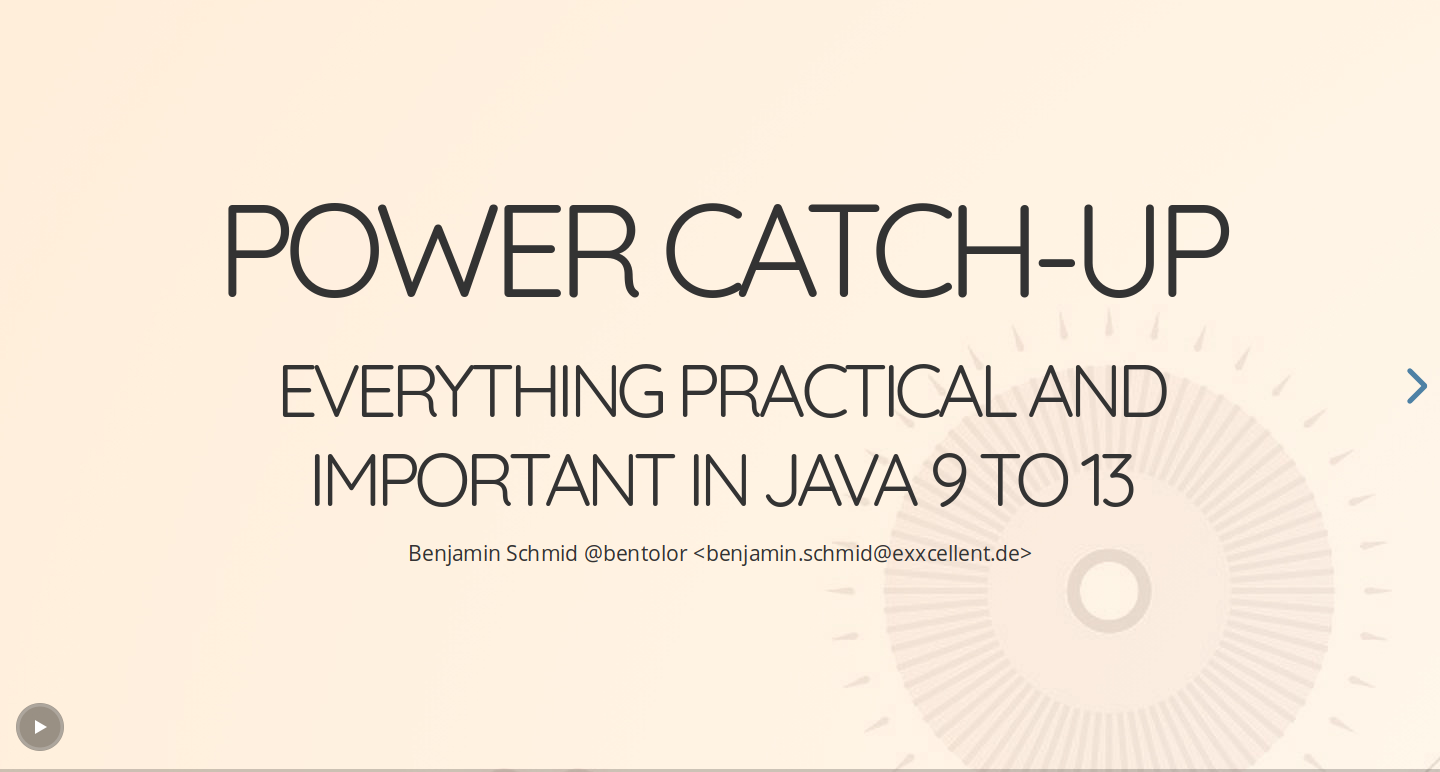 POWER CATCH-UP
EVERYTHING PRACTICAL AND
IMPORTANT IN JAVA 9 TO 13
Benjamin Schmid @bentolor <benjamin.schmid@exxcellent.de>